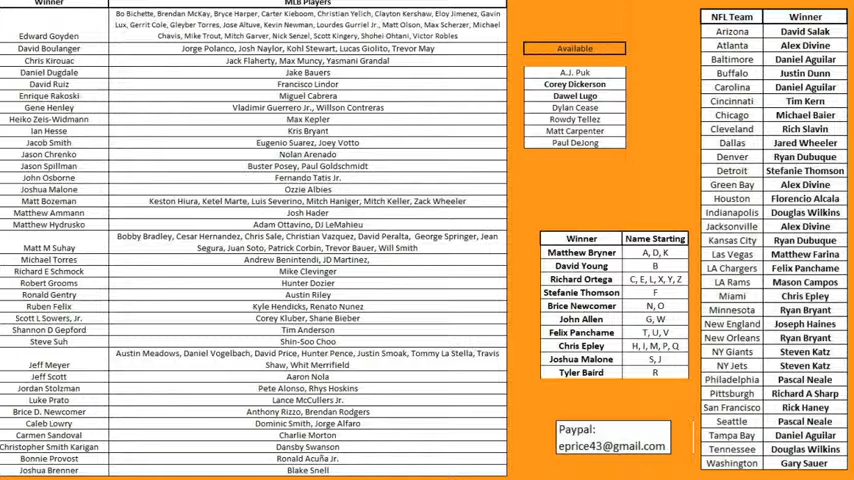 Winner MLB Players
Bo Bichette, Brendan McKay, Bryce Harper, Carter Kieboom, Christian Yelich, Clayton Kershaw, Eloy Jimenez, Gavin
Lux, Gerrit Cole, Gleyber Torres, Jose Altuve, Kevin Newman, Lourdes Gurriel Jr., Matt Olson, Max Scherzer, Michael
Edward Goyden Chavis, Mike Trout, Mitch Garver, Nick Senzel, Scott Kingery, Shohei Ohtani, Victor Robles
David Boulanger Jorge Polanco, Josh Naylor, Kohl Stewart, Lucas Giolito, Trevor May
Chris Kirouac Jack Flaherty, Max Muncy, Yasmani Grandal
Daniel Dugdale Jake Bauers
David Ruiz Francisco Lindor
Enrique Rakoski Miguel Cabrera
Gene Henley Vladimir Guerrero Jr., Willson Contreras
Heiko Zeis-Widmann Max Kepler
Ian Hesse Kris Bryant
Jacob Smith Eugenio Suarez, Joey Votto
Jason Chrenko Nolan Arenado
Jason Spillman Buster Posey, Paul Goldschmidt
John Osborne Fernando Tatis Jr.
Joshua Malone Ozzie Albies
Matt Bozeman Keston Hiura, Ketel Marte, Luis Severino, Mitch Haniger, Mitch Keller, Zack Wheeler
Matthew Ammann Josh Hader
Matthew Hydrusko Adam Ottavino, DJ LeMahieu
Bobby Bradley, Cesar Hernandez, Chris Sale, Christian Vazquez, David Peralta, George Springer, Jean
Matt M Suhay Segura, Juan Soto, Patrick Corbin, Trevor Bauer, Will Smith
Michael Torres Andrew Benintendi, JD Martinez,
Richard E Schmock Mike Clevinger
Robert Grooms Hunter Dozier
Ronald Gentry Austin Riley
Ruben Felix Kyle Hendicks, Renato Nunez
Scott L Sowers, Jr. Corey Kluber, Shane Bieber
Shannon D Gepford Tim Anderson
Steve Suh Shin-Soo Choo
Austin Meadows, Daniel Vogelbach, David Price, Hunter Pence, Justin Smoak, Tommy La Stella, Travis
Jeff Meyer Shaw, Whit Merrifield
Jeff Scott Aaron Nola
Jordan Stolzman Pete Alonso, Rhys Hoskins
Luke Prato Lance McCullers Jr.
Brice D. Newcomer Anthony Rizzo, Brendan Rodgers
Caleb Lowry Dominic Smith, Jorge Alfaro
Carmen Sandoval Charlie Morton
Christopher Smith Karigan Dansby Swanson
Bonnie Provost Ronald Acuña Jr.
Joshua Brenner Blake Snell
Available
A.J. Puk
Corey Dickerson
Dawel Lugo
Dylan Cease
Rowdy Tellez
Matt Carpenter
Paul DeJong
Winner Name Starting
Matthew Bryner A, D, K
David Young B
Richard Ortega C, E, L, X, Y, Z
Stefanie Thomson F
Brice Newcomer N, O
John Allen G, W
Felix Panchame T, U, V
Chris Epley H, I, M, P, Q
Joshua Malone S, J
Tyler Baird R
Paypal:
eprice43@gmail.com
NFL Team Winner
Arizona David Salak
Atlanta Alex Divine
Baltimore Daniel Aguilar
Buffalo Justin Dunn
Carolina Daniel Aguilar
Cincinnati Tim Kern
Chicago Michael Baier
Cleveland Rich Slavin
Dallas Jared Wheeler
Denver Ryan Dubuque
Detroit Stefanie Thomson
Green Bay Alex Divine
Houston Florencio Alcala
Indianapolis Douglas Wilkins
Jacksonville Alex Divine
Kansas City Ryan Dubuque
Las Vegas Matthew Farina
LA Chargers Felix Panchame
LA Rams Mason Campos
Miami Chris Epley
Minnesota Ryan Bryant
New England Joseph Haines
New Orleans Ryan Bryant
NY Giants Steven Katz
NY Jets Steven Katz
Philadelphia Pascal Neale
Pittsburgh Richard A Sharp
San Francisco Rick Haney
Seattle Pascal Neale
Tampa Bay Daniel Aguilar
Tennessee Douglas Wilkins
Washington Gary Sauer